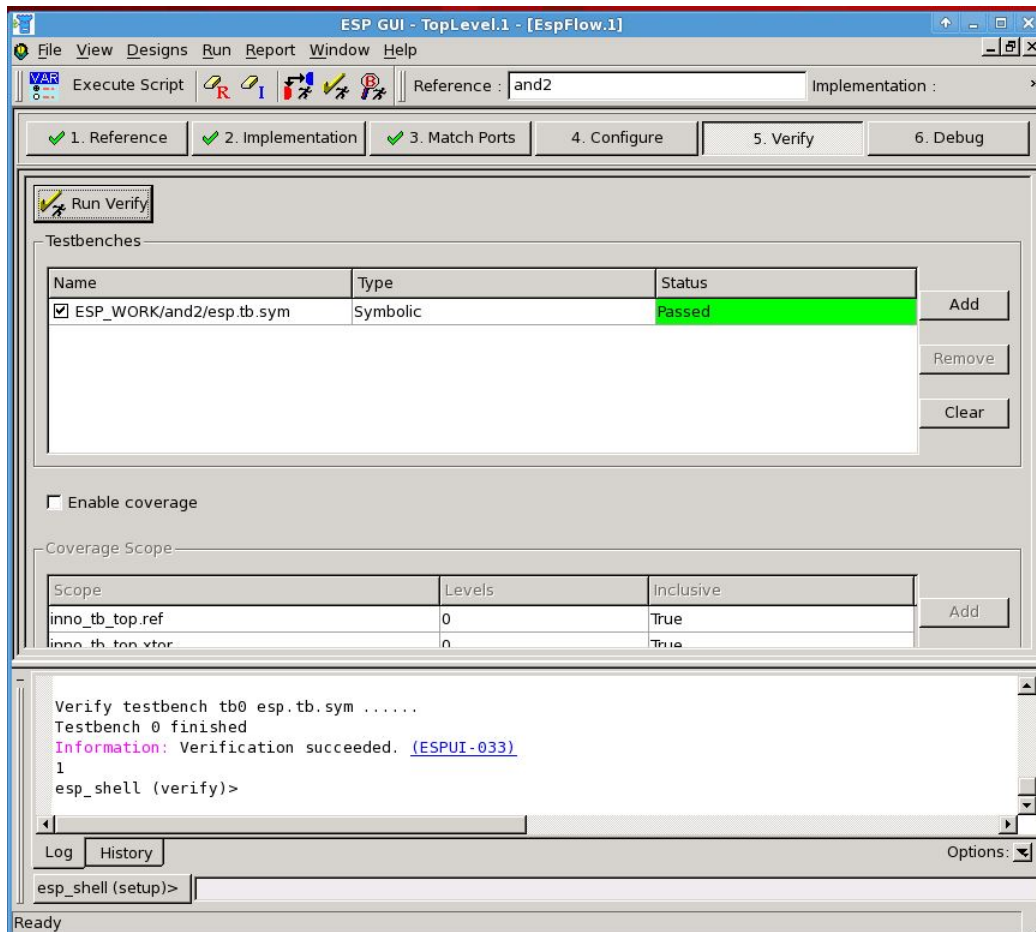 ESP GUI - TopLevel.1 - [EspFlow.1]
File View Designs Run Report Window Help
VAR Execute Script R I B Reference : and2 Implementation :
1. Reference 2. Implementation 3. Match Ports 4. Configure 5. Verify 6. Debug
Run Verify
Testbenches
Name Type Status
ESP_WORK/and2/esp.tb.sym Symbolic Passed
Add
Remove
Clear
Enable coverage
Coverage Scope
Scope Levels Inclusive
Add
inno_tb_top.ref 0 True
inno_tb_top.xtor 0 True
Verify testbench tb0 esp.tb.sym ......
Testbench 0 finished
Information: Verification succeeded. (ESPUI-033)
1
esp_shell (verify)>
Log History Options:
esp_shell (setup)>
Ready